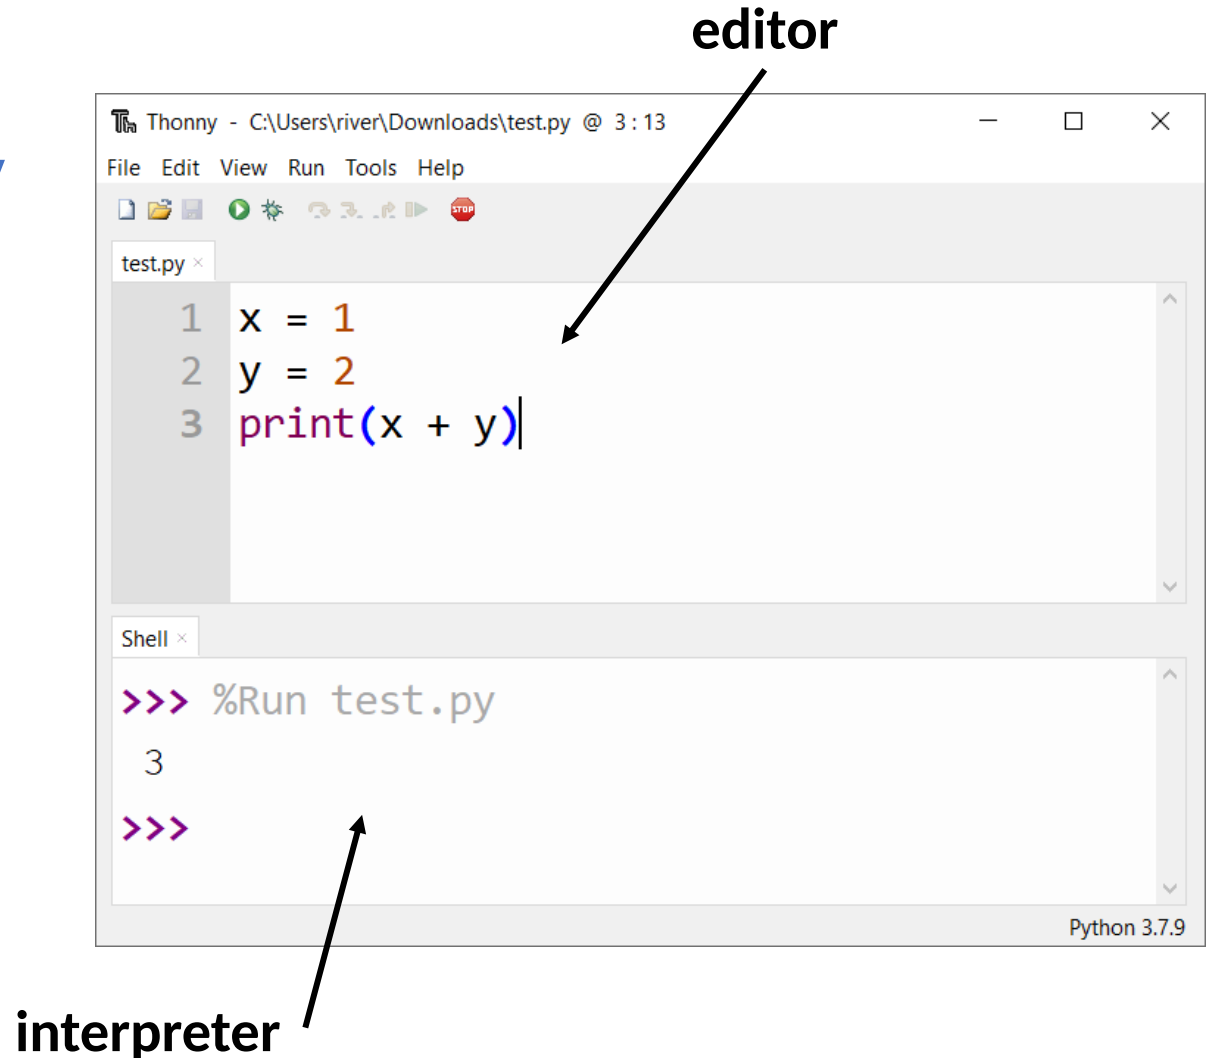 editor
Thonny - C:\Users\river\Downloads\test.py @ 3:13
File Edit View Run Tools Help
STOP
test.py ×
1 x = 1
2 y = 2
3 print(x + y)
Shell ×
>>> %Run test.py
3
>>>
Python 3.7.9
interpreter